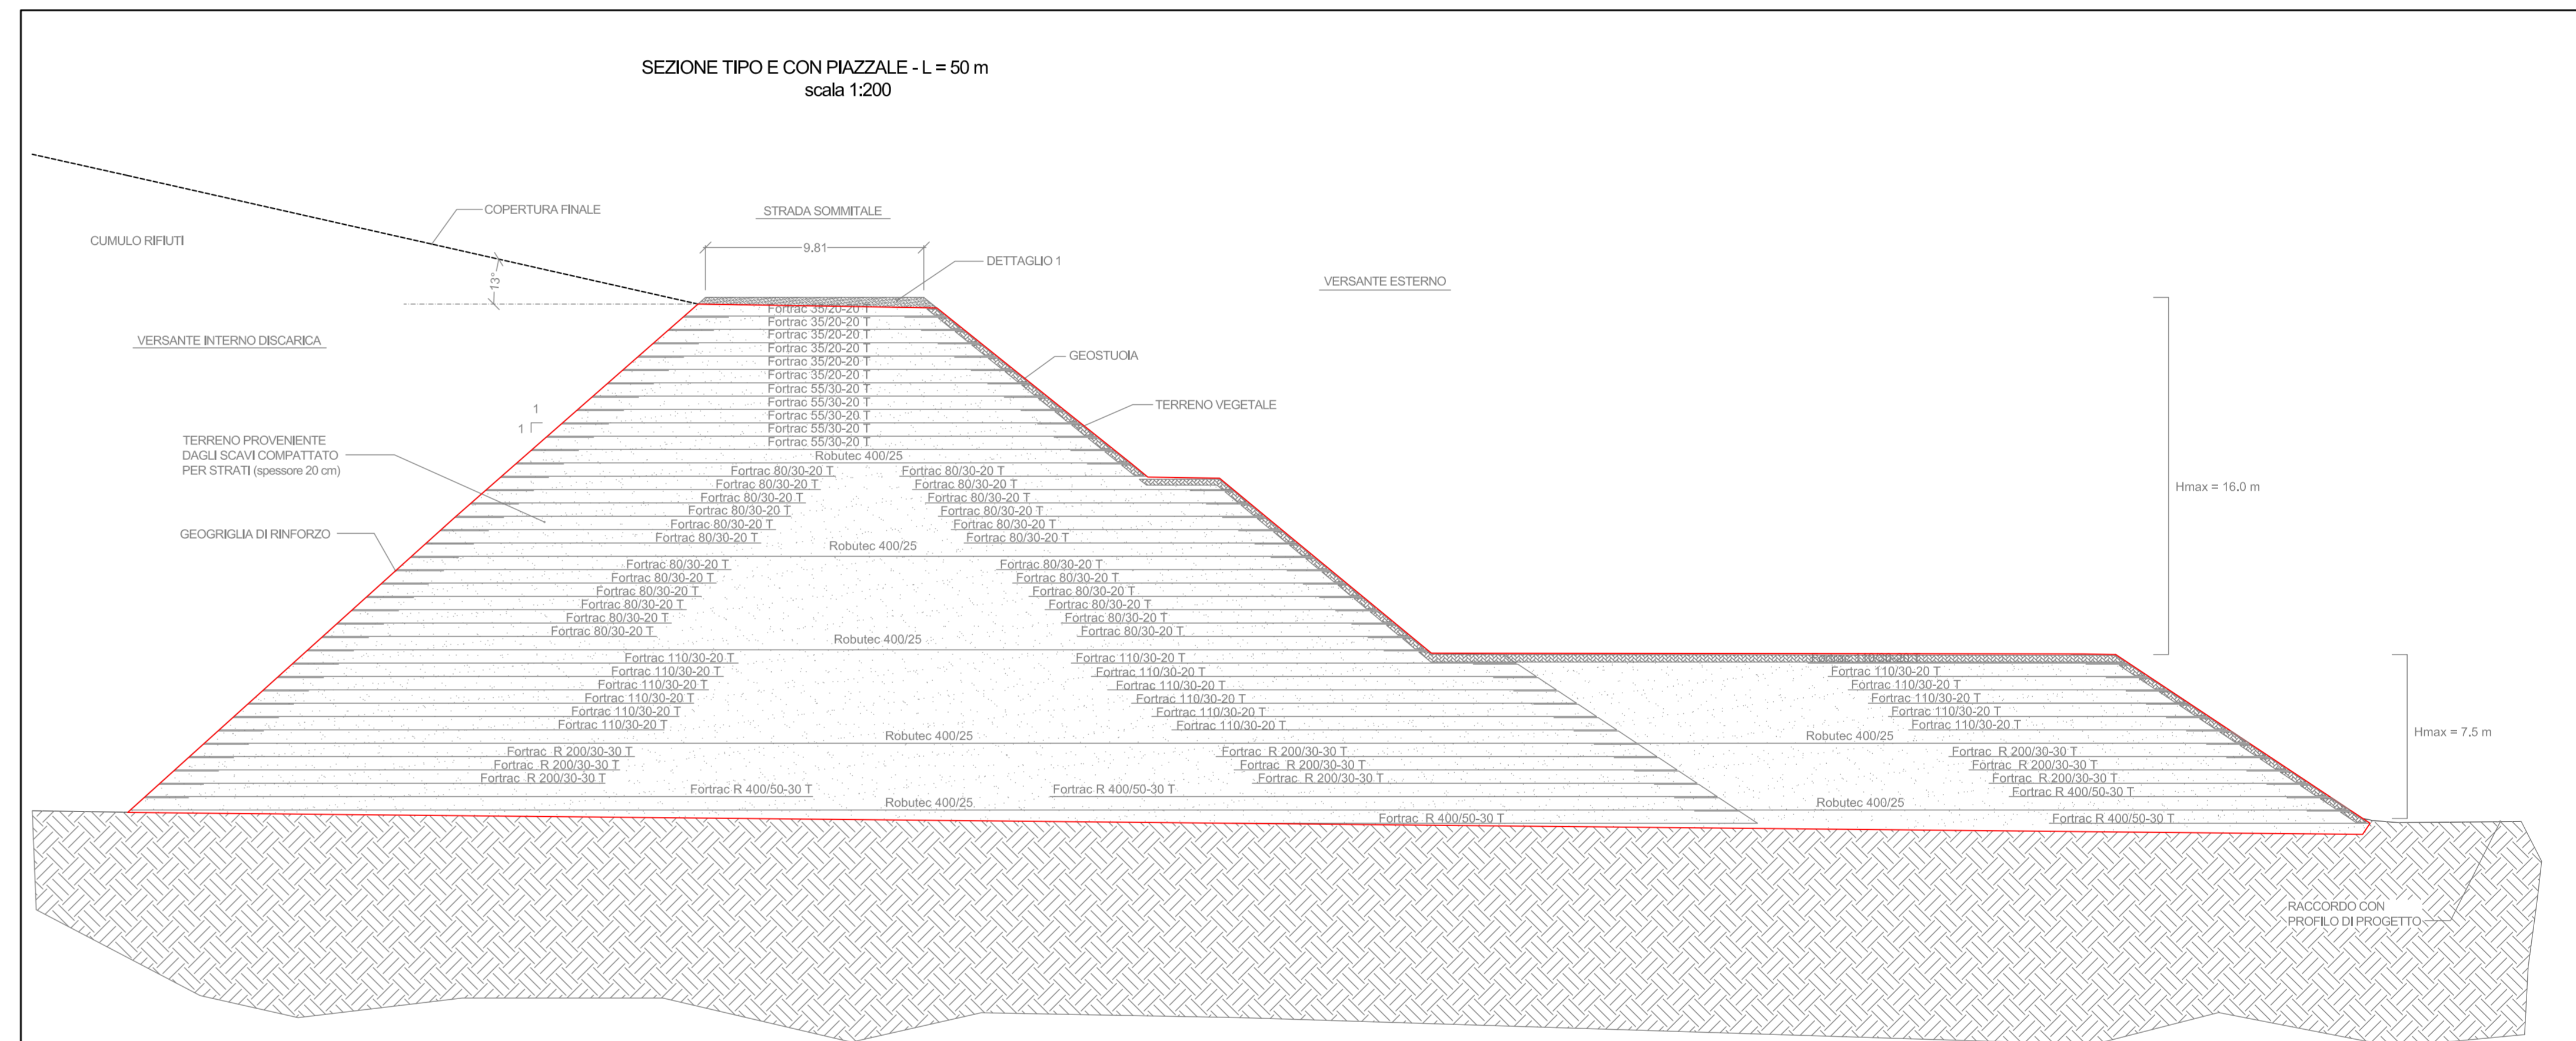 SEZIONE TIPO E CON PIAZZALE - L = 50 m
scala 1:200
COPERTURA FINALE
STRADA SOMMITALE
CUMULO RIFIUTI
9.81
DETTAGLIO 1
13°
VERSANTE ESTERNO
VERSANTE INTERNO DISCARICA
Fortrac 35/20-20 T
Fortrac 35/20-20 T
Fortrac 35/20-20 T
Fortrac 35/20-20 T
Fortrac 35/20-20 T
Fortrac 35/20-20 T
Fortrac 55/30-20 T
Fortrac 55/30-20 T
Fortrac 55/30-20 T
Fortrac 55/30-20 T
Fortrac 55/30-20 T
GEOSTUOIA
TERRENO VEGETALE
1
1
TERRENO PROVENIENTE
DAGLI SCAVI COMPATTATO
PER STRATI (spessore 20 cm)
GEOGRIGLIA DI RINFORZO
Robutec 400/25
Fortrac 80/30-20 T Fortrac 80/30-20 T
Fortrac 80/30-20 T Fortrac 80/30-20 T
Fortrac 80/30-20 T Fortrac 80/30-20 T
Fortrac 80/30-20 T Fortrac 80/30-20 T
Fortrac 80/30-20 T Fortrac 80/30-20 T
Fortrac 80/30-20 T Fortrac 80/30-20 T
Hmax = 16.0 m
Robutec 400/25
Fortrac 80/30-20 T Fortrac 80/30-20 T
Fortrac 80/30-20 T Fortrac 80/30-20 T
Fortrac 80/30-20 T Fortrac 80/30-20 T
Fortrac 80/30-20 T Fortrac 80/30-20 T
Fortrac 80/30-20 T Fortrac 80/30-20 T
Fortrac 80/30-20 T Fortrac 80/30-20 T
Robutec 400/25
Fortrac 110/30-20 T Fortrac 110/30-20 T Fortrac 110/30-20 T
Fortrac 110/30-20 T Fortrac 110/30-20 T Fortrac 110/30-20 T
Fortrac 110/30-20 T Fortrac 110/30-20 T Fortrac 110/30-20 T
Fortrac 110/30-20 T Fortrac 110/30-20 T Fortrac 110/30-20 T
Fortrac 110/30-20 T Fortrac 110/30-20 T Fortrac 110/30-20 T
Fortrac 110/30-20 T Fortrac 110/30-20 T Fortrac 110/30-20 T
Hmax = 7.5 m
Robutec 400/25 Robutec 400/25
Fortrac R 200/30-30 T Fortrac R 200/30-30 T Fortrac R 200/30-30 T
Fortrac R 200/30-30 T Fortrac R 200/30-30 T Fortrac R 200/30-30 T
Fortrac R 200/30-30 T Fortrac R 200/30-30 T Fortrac R 200/30-30 T
Fortrac R 400/50-30 T Fortrac R 400/50-30 T Fortrac R 400/50-30 T
Robutec 400/25 Robutec 400/25
Fortrac R 400/50-30 T Fortrac R 400/50-30 T
RACCORDO CON
PROFILO DI PROGETTO